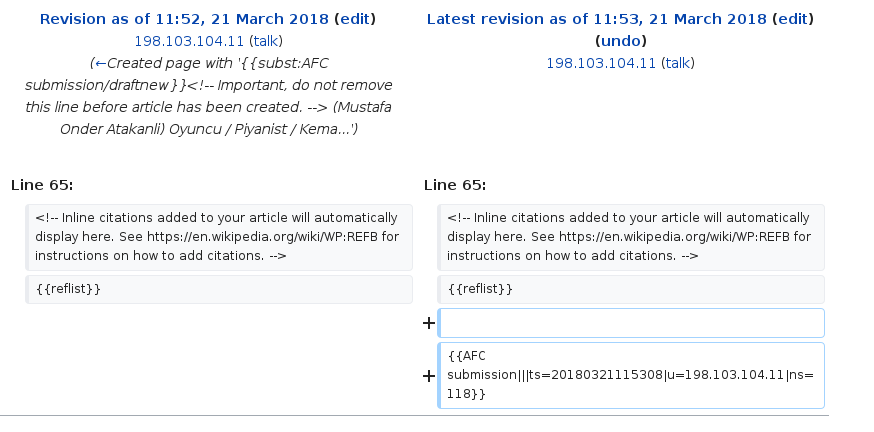 Revision as of 11:52, 21 March 2018 (edit)
198.103.104.11 (talk)
(←Created page with '{{subst:AFC
submission/draftnew}}<!-- Important, do not remove
this line before article has been created. --> (Mustafa
Onder Atakanli) Oyuncu / Piyanist / Kema...')
Latest revision as of 11:53, 21 March 2018 (edit)
(undo)
198.103.104.11 (talk)
Line 65:
Line 65:
<!-- Inline citations added to your article will automatically
display here. See https://en.wikipedia.org/wiki/WP:REFB for
instructions on how to add citations. -->
<!-- Inline citations added to your article will automatically
display here. See https://en.wikipedia.org/wiki/WP:REFB for
instructions on how to add citations. -->
{{reflist}}
{{reflist}}
+
+
{{AFC
submission|||ts=20180321115308|u=198.103.104.11|ns=
118}}